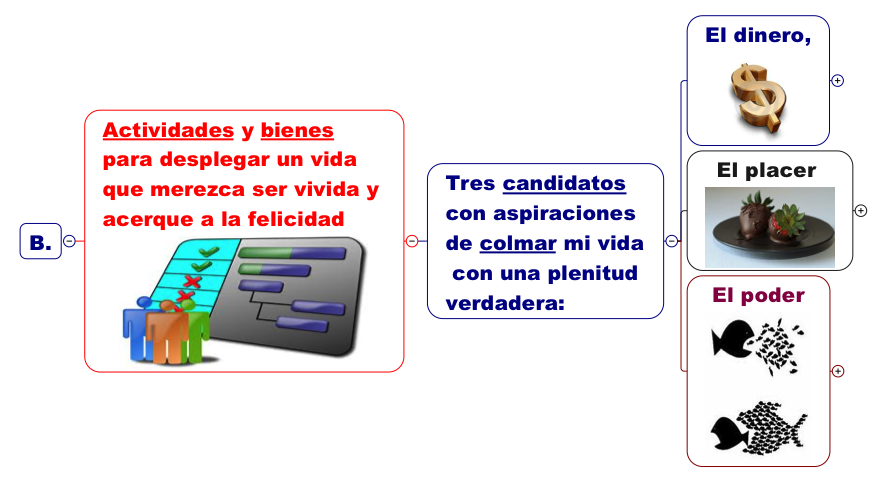 B.
Actividades y bienes
para desplegar un vida
que merezca ser vivida y
acerque a la felicidad
Tres candidatos
con aspiraciones
de colmar mi vida
con una plenitud
verdadera:
El dinero,
El placer
El poder